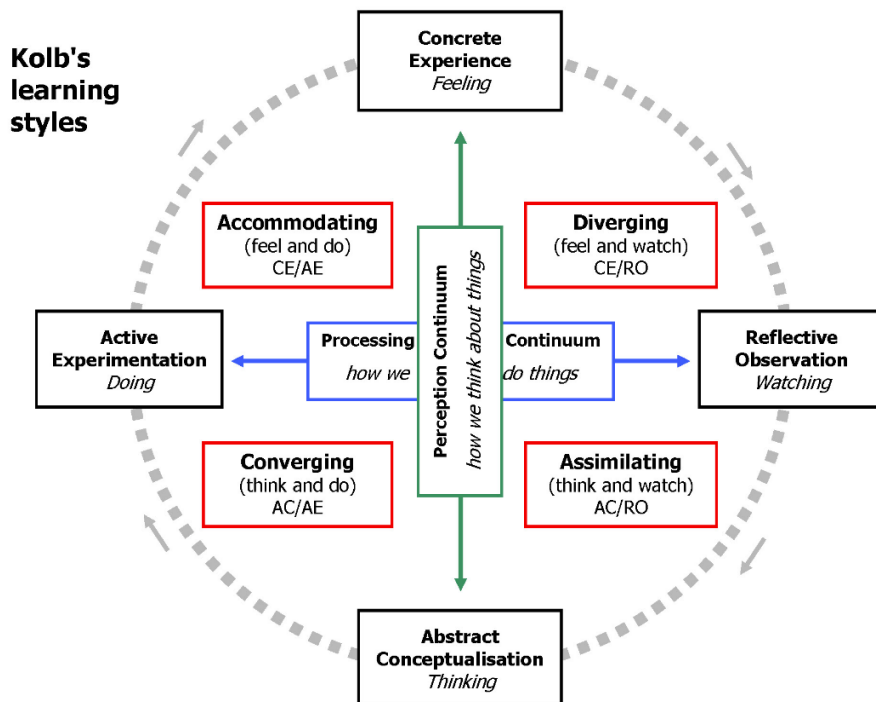 Kolb's
learning
styles
Concrete
Experience
Feeling
Accommodating
(feel and do)
CE/AE
Diverging
(feel and watch)
CE/RO
Active
Experimentation
Doing
Processing Continuum
how we do things
Perception Continuum
how we think about things
Reflective
Observation
Watching
Converging
(think and do)
AC/AE
Assimilating
(think and watch)
AC/RO
Abstract
Conceptualisation
Thinking